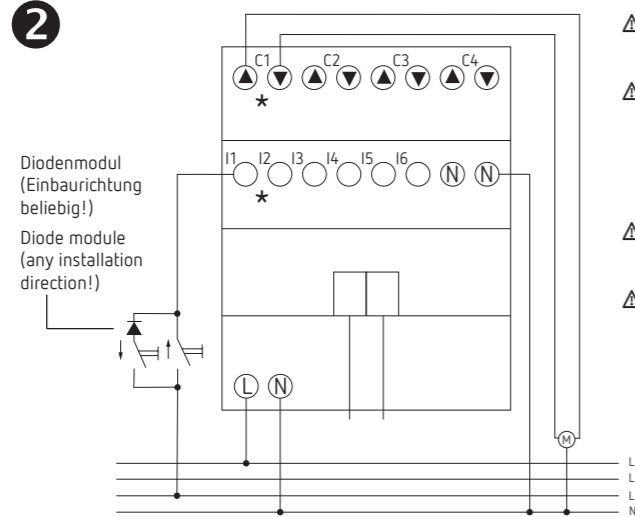 2
C1 C2 C3 C4
*
I1 I2 I3 I4 I5 I6 N N
*
Diodenmodul
(Einbaurichtung
beliebig!)
Diode module
(any installation
direction!)
L N
M
L
L
L
N